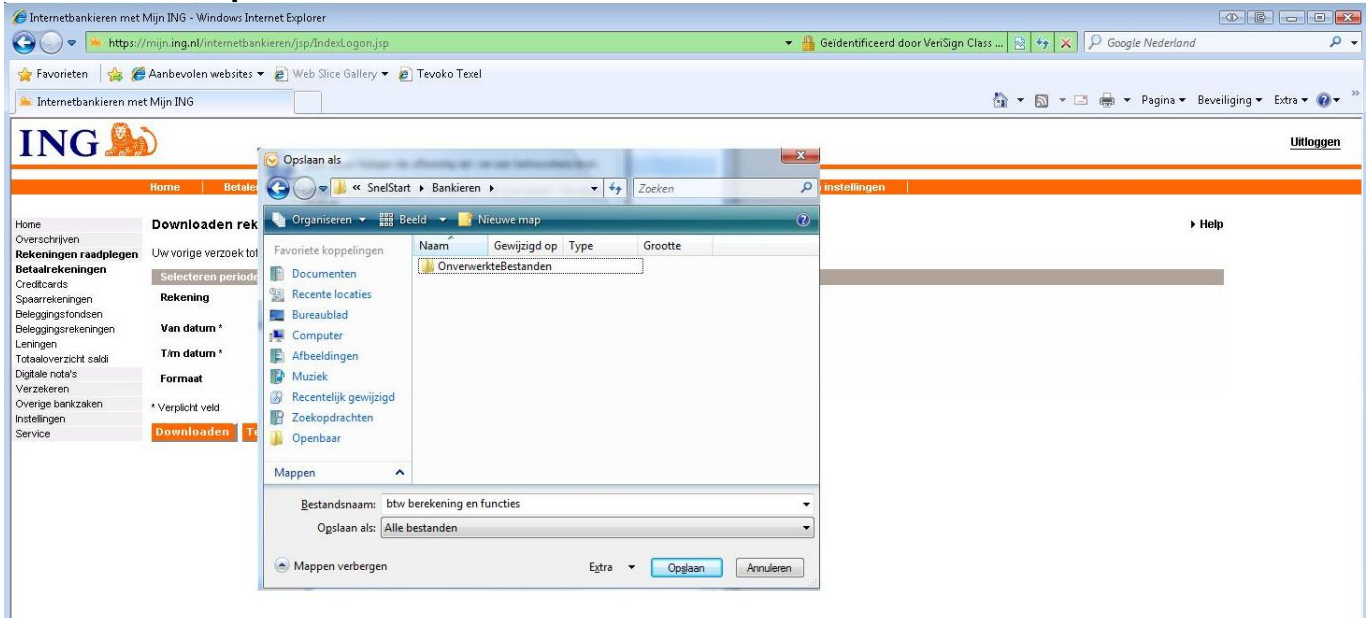 Internetbankieren met Mijn ING - Windows Internet Explorer
https://mijn.ing.nl/internetbankieren/jsp/IndexLogon.jsp
Geïdentificeerd door VeriSign Class ...
Google Nederland
Favorieten
Aanbevolen websites
Web Slice Gallery
Tevoko Texel
Internetbankieren met Mijn ING
Pagina
Beveiliging
Extra
ING
Uitloggen
Home
instellingen
Home
Overschrijven
Rekeningen raadplegen
Betaalrekeningen
Creditcards
Spaarrekeningen
Beleggingsfondsen
Beleggingsrekeningen
Leningen
Totaaloverzicht saldi
Digitale nota's
Verzekeren
Overige bankzaken
Instellingen
Service
Downloaden rek
Help
Uw vorige verzoek tot
Selecteren periode
Rekening
Van datum *
T/m datum *
Formaat
* Verplicht veld
Downloaden
Opslaan als
« SnelStart
Bankieren
Zoeken
Organiseren
Beeld
Nieuwe map
Favoriete koppelingen
Documenten
Recente locaties
Bureaublad
Computer
Afbeeldingen
Muziek
Recentelijk gewijzigd
Zoekopdrachten
Openbaar
Mappen
Naam Gewijzigd op Type Grootte
OnverwerkteBestanden
Bestandsnaam: btw berekening en functies
Opslaan als: Alle bestanden
Mappen verbergen
Extra
Opslaan
Annuleren